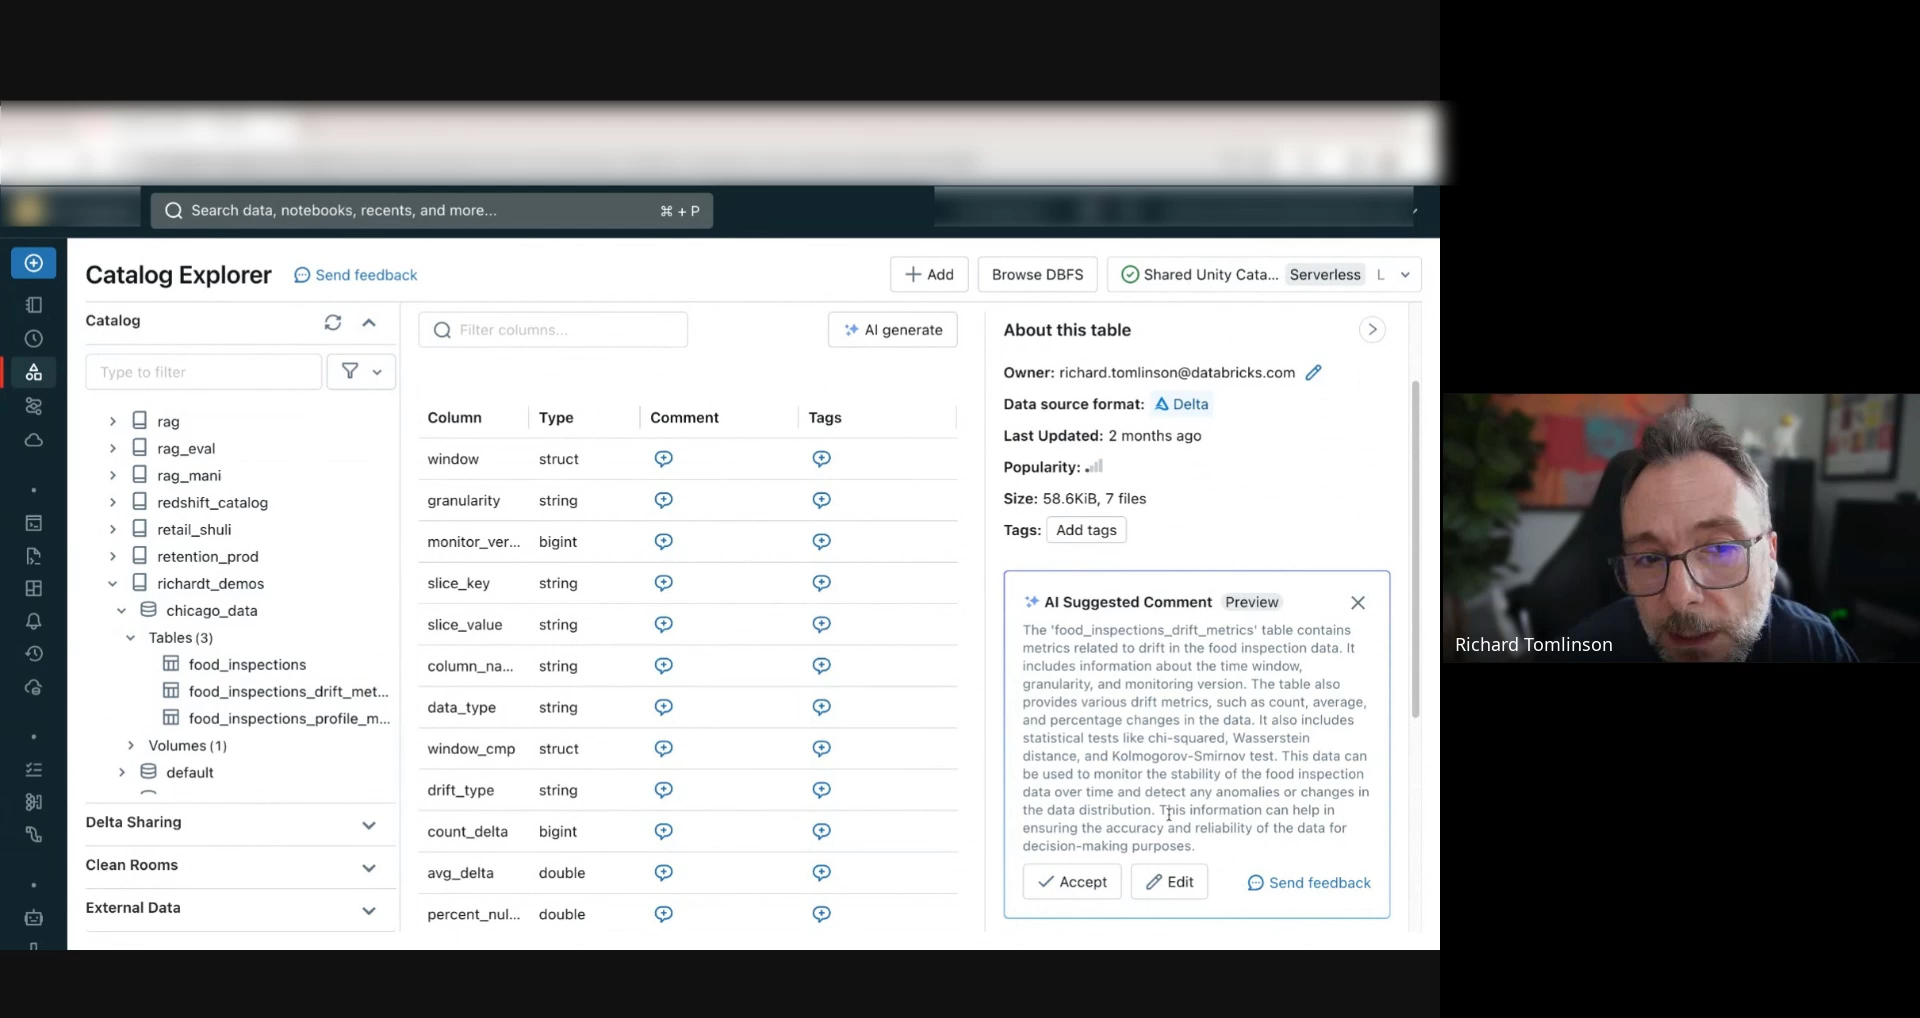 Search data, notebooks, recents, and more... ⌘ + P
Catalog Explorer Send feedback
Add Browse DBFS Shared Unity Cata... Serverless L
Catalog
Type to filter
rag
rag_eval
rag_mani
redshift_catalog
retail_shuli
retention_prod
richardt_demos
chicago_data
Tables (3)
food_inspections
food_inspections_drift_met...
food_inspections_profile_m...
Volumes (1)
default
Delta Sharing
Clean Rooms
External Data
Filter columns...
AI generate
Column Type Comment Tags
window struct
granularity string
monitor_ver... bigint
slice_key string
slice_value string
column_na... string
data_type string
window_cmp struct
drift_type string
count_delta bigint
avg_delta double
percent_nul... double
About this table
Owner: richard.tomlinson@databricks.com
Data source format: Delta
Last Updated: 2 months ago
Popularity:
Size: 58.6KiB, 7 files
Tags: Add tags
AI Suggested Comment Preview
The 'food_inspections_drift_metrics' table contains
metrics related to drift in the food inspection data. It
includes information about the time window,
granularity, and monitoring version. The table also
provides various drift metrics, such as count, average,
and percentage changes in the data. It also includes
statistical tests like chi-squared, Wasserstein
distance, and Kolmogorov-Smirnov test. This data can
be used to monitor the stability of the food inspection
data over time and detect any anomalies or changes in
the data distribution. This information can help in
ensuring the accuracy and reliability of the data for
decision-making purposes.
Accept Edit Send feedback
Richard Tomlinson